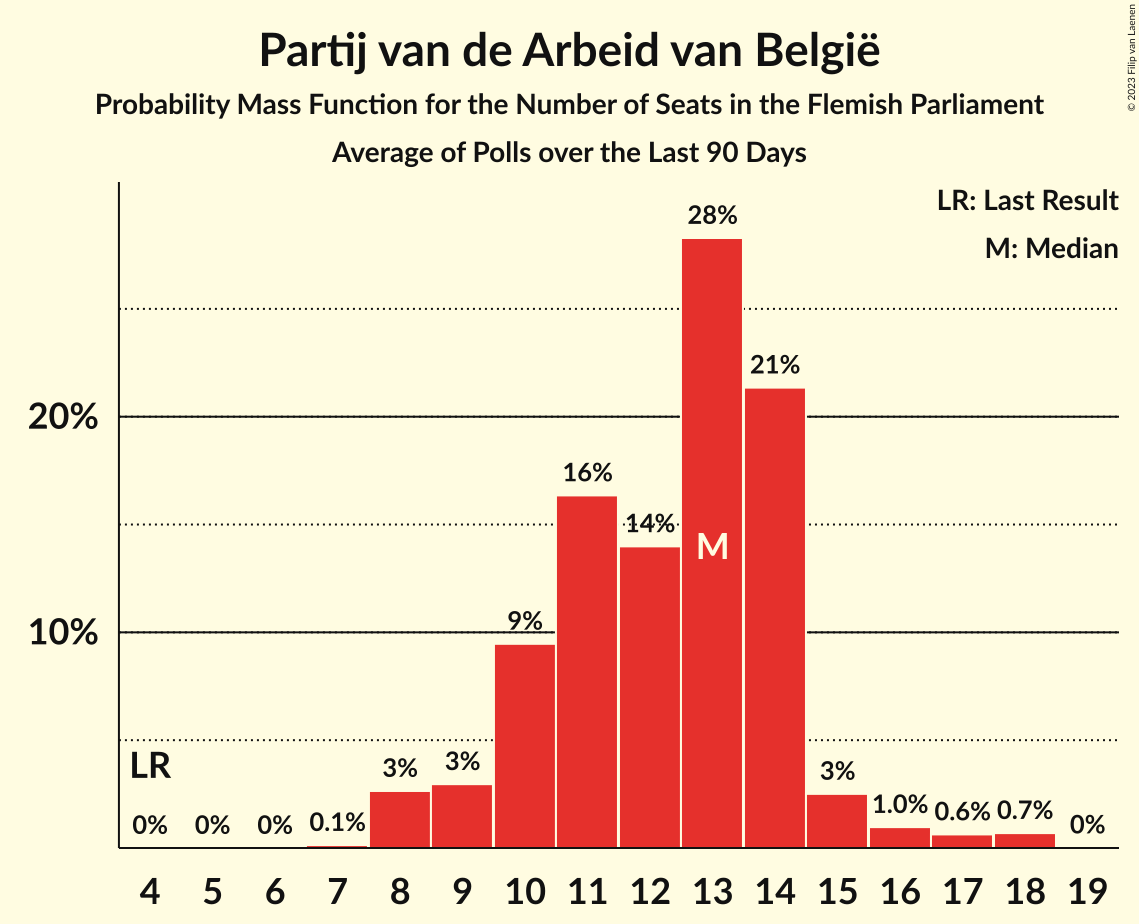 Partij van de Arbeid van België
Probability Mass Function for the Number of Seats in the Flemish Parliament
Average of Polls over the Last 90 Days
© 2023 Filip van Laenen
LR: Last Result
M: Median
28%
21%
20%
16%
14%
M
10%
9%
LR
3%
3%
3%
0%
0%
0%
0.1%
1.0%
0.6%
0.7%
0%
4 5 6 7 8 9 10 11 12 13 14 15 16 17 18 19